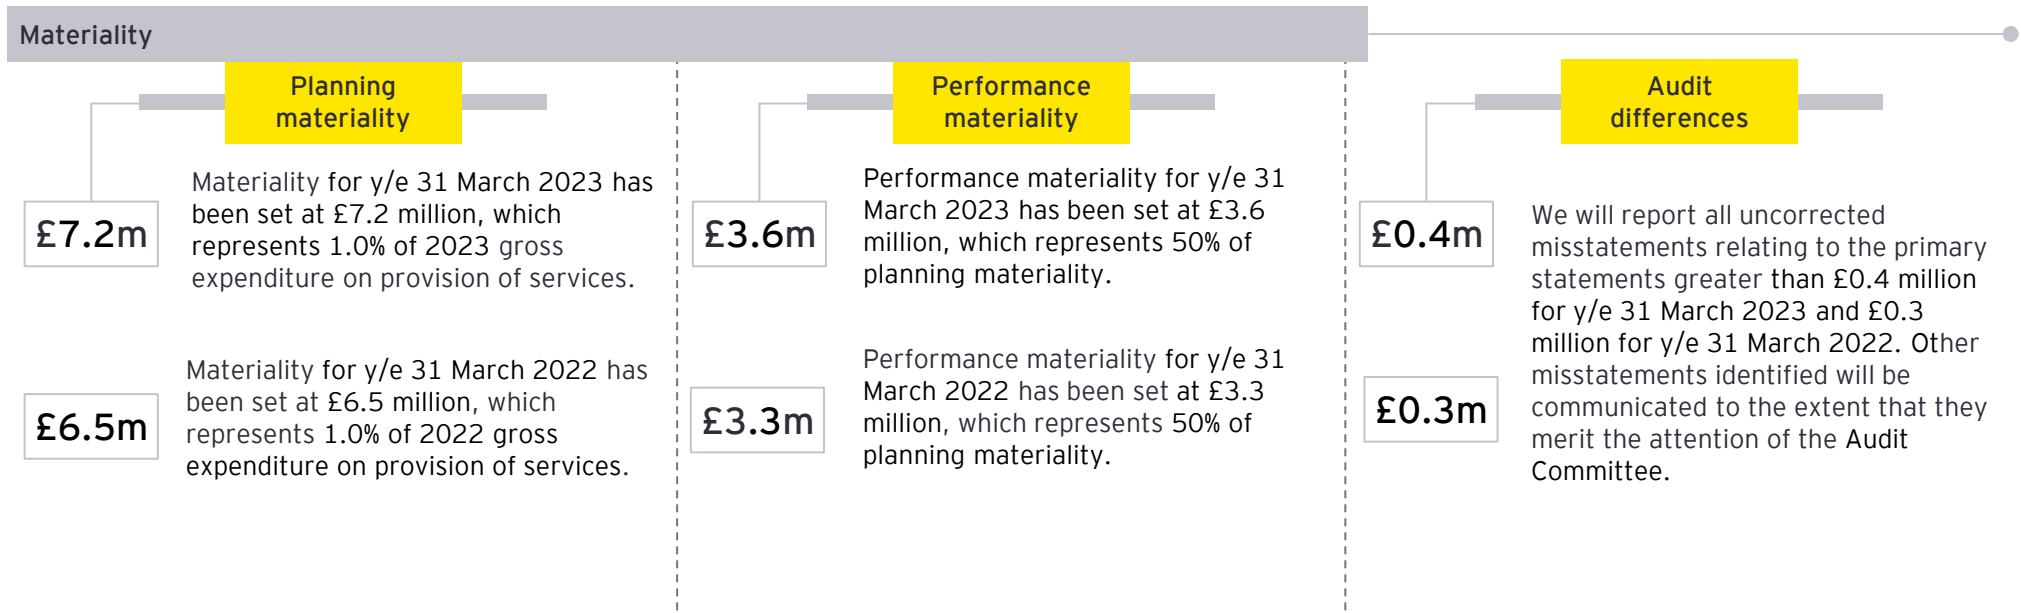 Materiality
Planning
materiality
£7.2m
Materiality for y/e 31 March 2023 has
been set at £7.2 million, which
represents 1.0% of 2023 gross
expenditure on provision of services.
£6.5m
Materiality for y/e 31 March 2022 has
been set at £6.5 million, which
represents 1.0% of 2022 gross
expenditure on provision of services.
Performance
materiality
£3.6m
Performance materiality for y/e 31
March 2023 has been set at £3.6
million, which represents 50% of
planning materiality.
£3.3m
Performance materiality for y/e 31
March 2022 has been set at £3.3
million, which represents 50% of
planning materiality.
Audit
differences
£0.4m
£0.3m
We will report all uncorrected
misstatements relating to the primary
statements greater than £0.4 million
for y/e 31 March 2023 and £0.3
million for y/e 31 March 2022. Other
misstatements identified will be
communicated to the extent that they
merit the attention of the Audit
Committee.